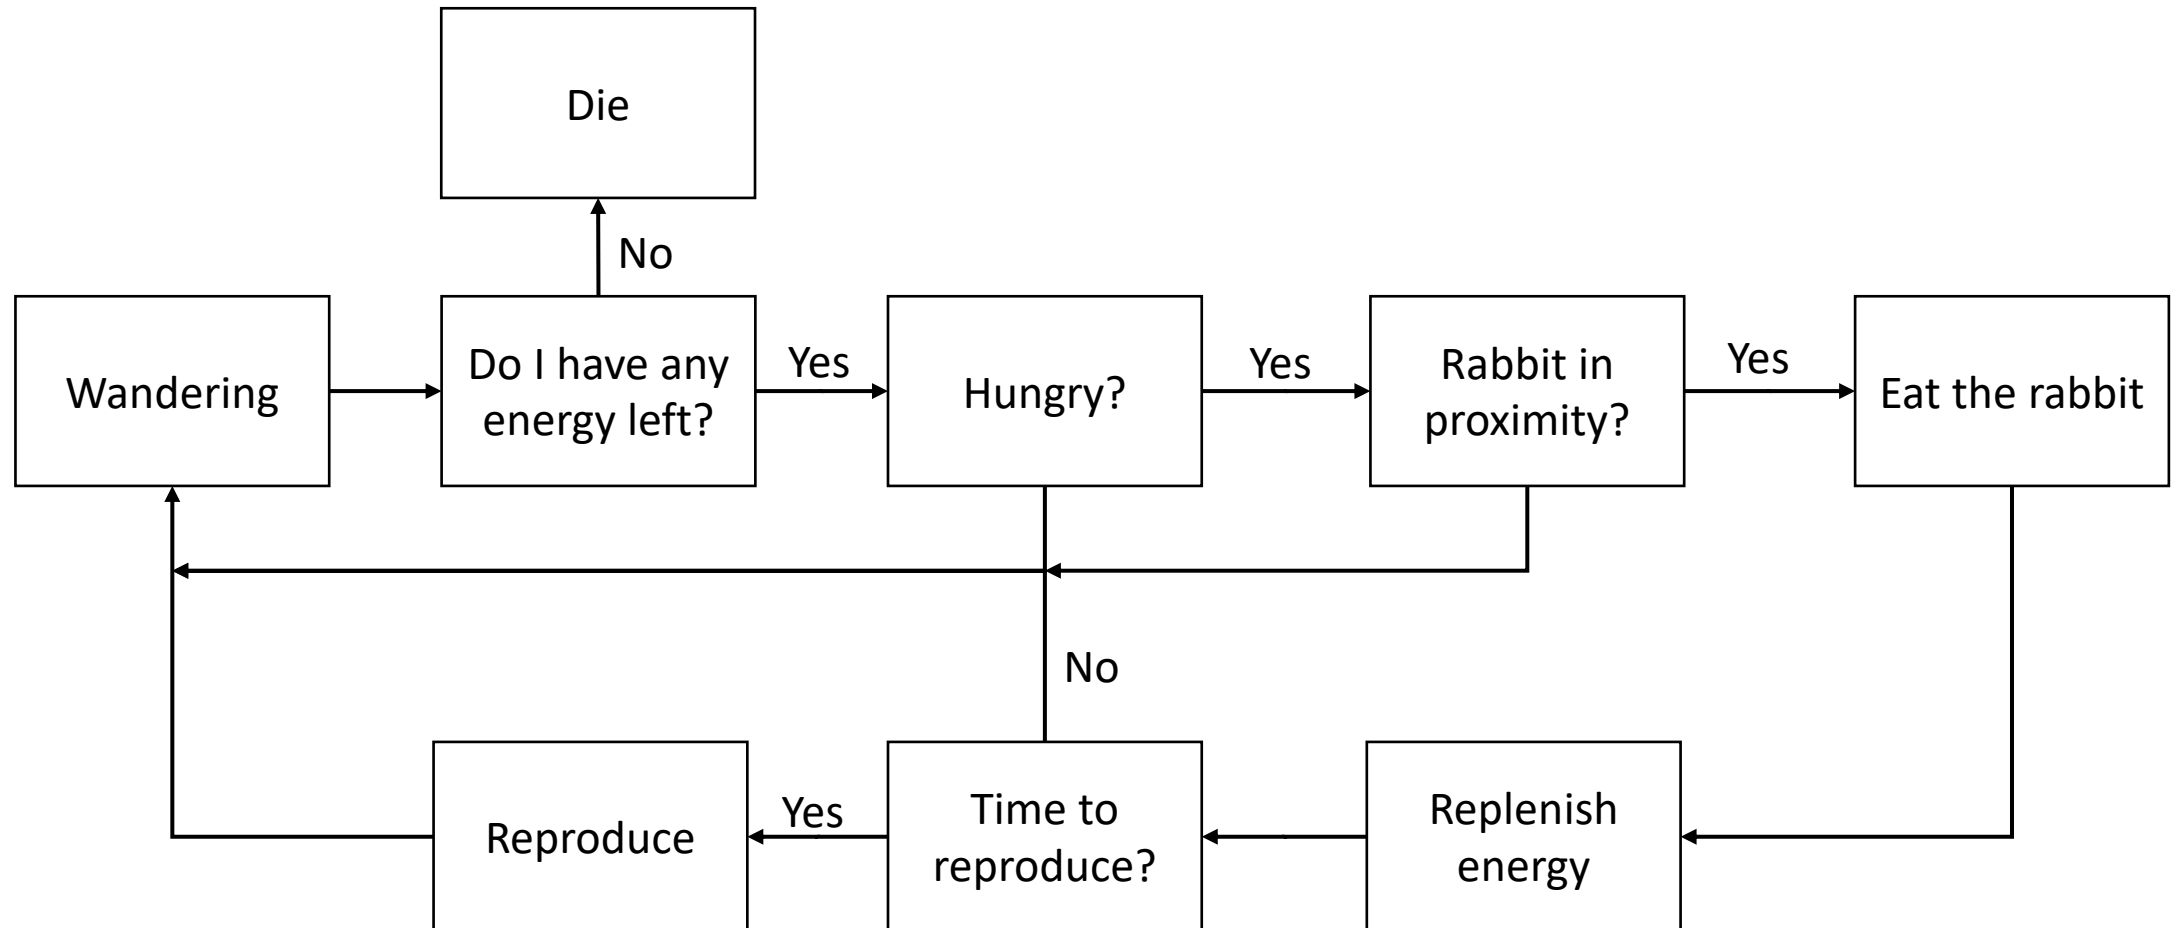 Die
No
Wandering
Do I have any
energy left?
Yes
Hungry?
Yes
Rabbit in
proximity?
Yes
Eat the rabbit
No
Reproduce
Yes
Time to
reproduce?
Replenish
energy